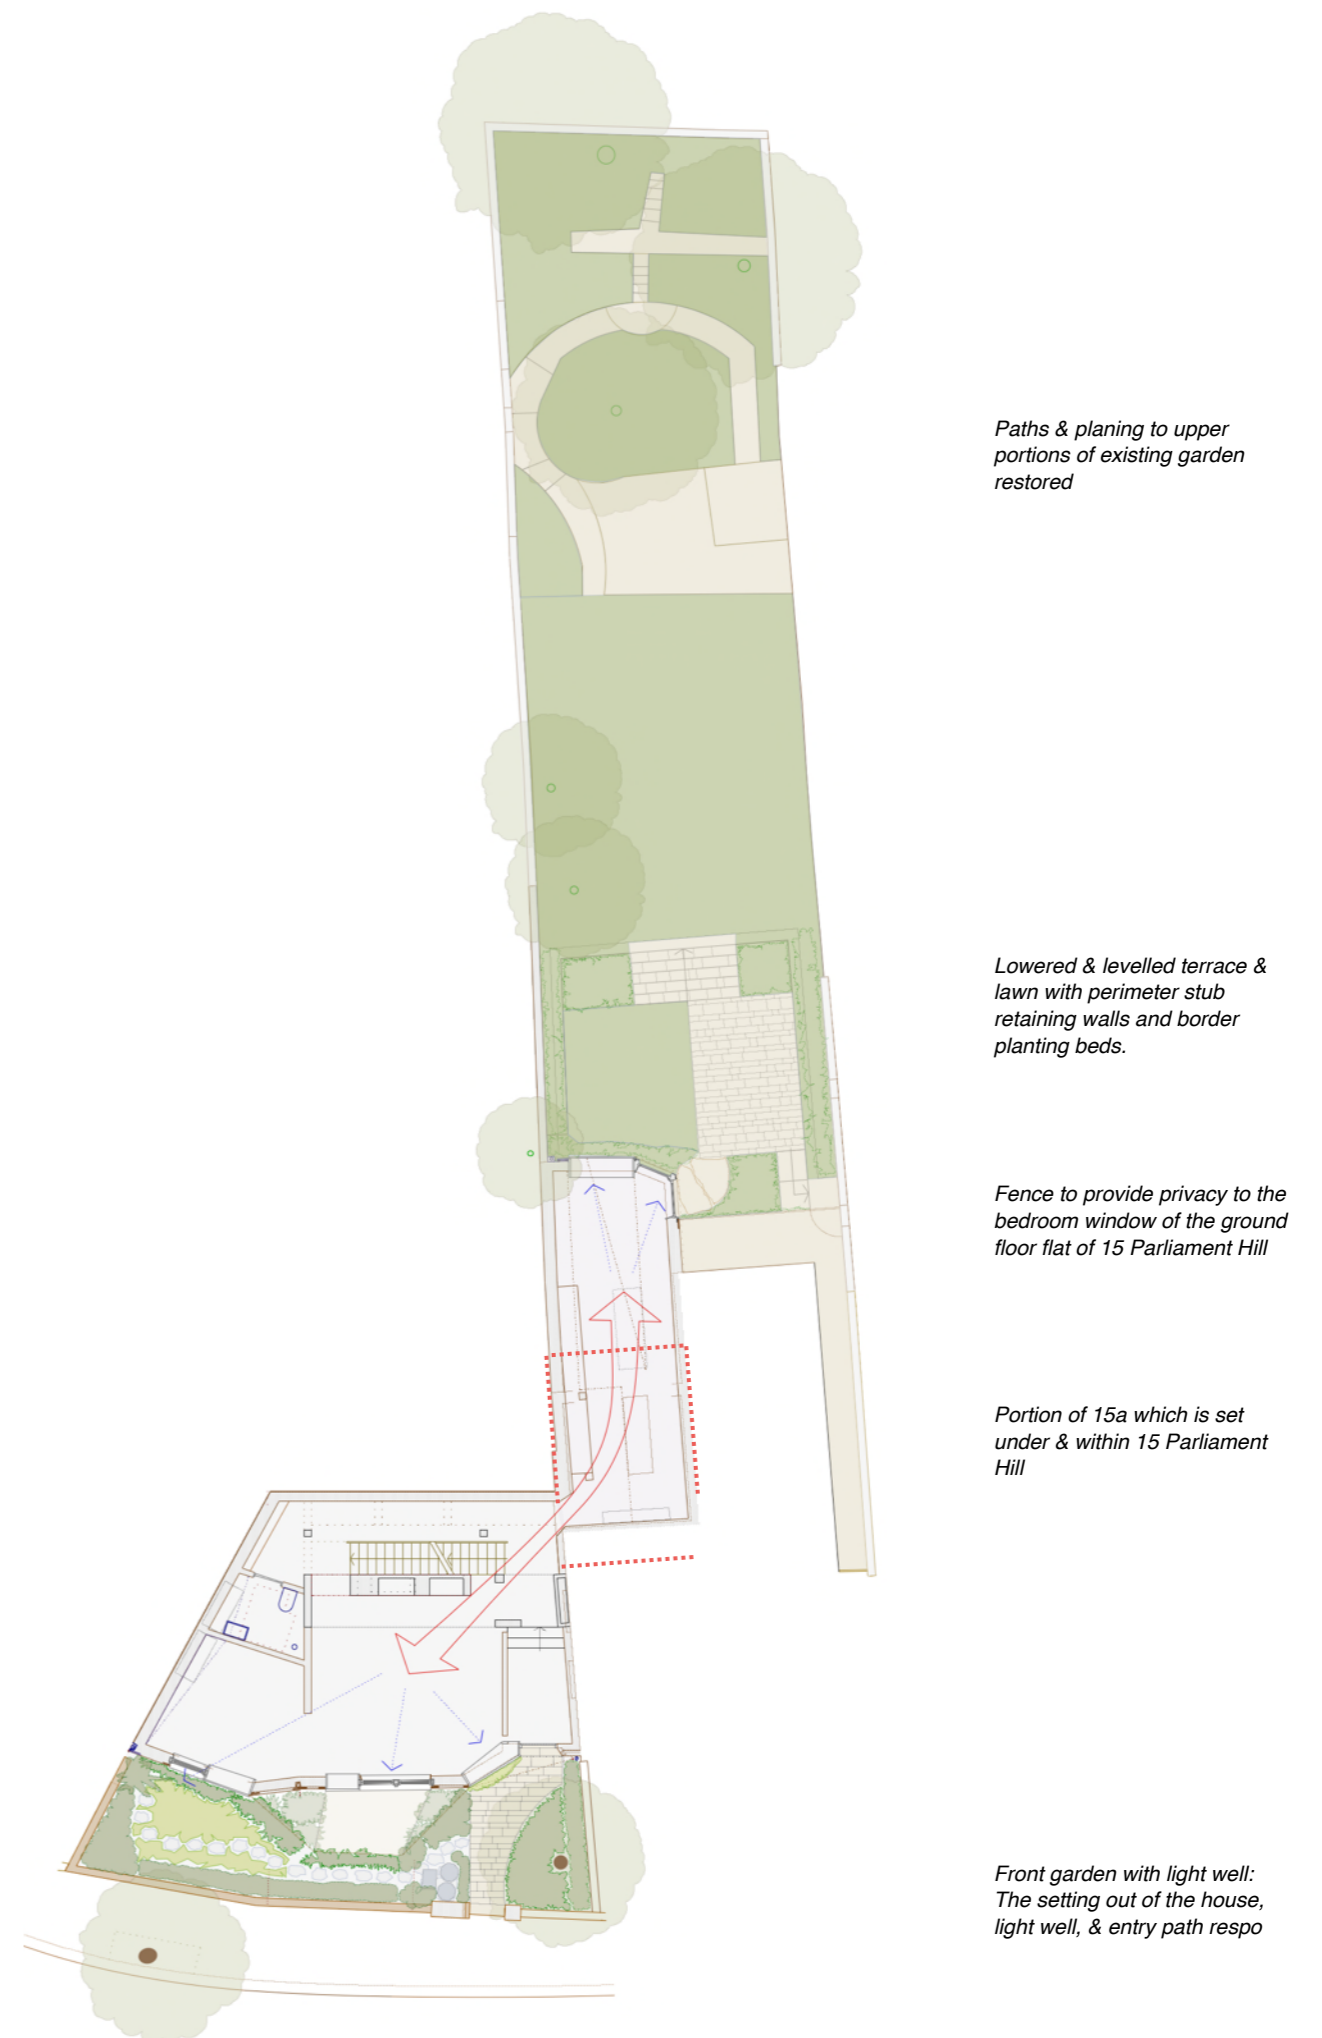 Paths & planing to upper
portions of existing garden
restored
Lowered & levelled terrace &
lawn with perimeter stub
retaining walls and border
planting beds.
Fence to provide privacy to the
bedroom window of the ground
floor flat of 15 Parliament Hill
Portion of 15a which is set
under & within 15 Parliament
Hill
Front garden with light well:
The setting out of the house,
light well, & entry path respo